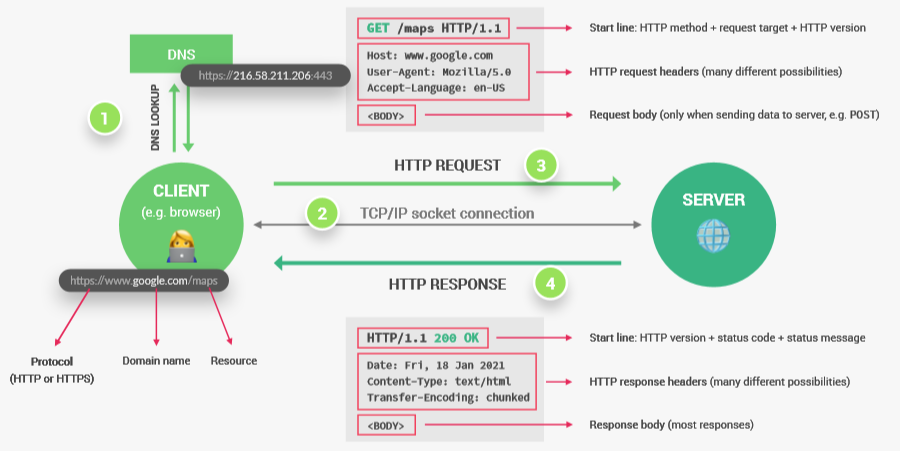 GET /maps HTTP/1.1
Start line: HTTP method + request target + HTTP version
DNS
https://216.58.211.206:443
Host: www.google.com
User-Agent: Mozilla/5.0
Accept-Language: en-US
HTTP request headers (many different possibilities)
<BODY>
Request body (only when sending data to server, e.g. POST)
1
DNS LOOKUP
HTTP REQUEST
3
CLIENT
(e.g. browser)
2
TCP/IP socket connection
SERVER
https://www.google.com/maps
HTTP RESPONSE
4
Protocol
(HTTP or HTTPS)
Domain name
Resource
HTTP/1.1 200 OK
Start line: HTTP version + status code + status message
Date: Fri, 18 Jan 2021
Content-Type: text/html
Transfer-Encoding: chunked
HTTP response headers (many different possibilities)
<BODY>
Response body (most responses)